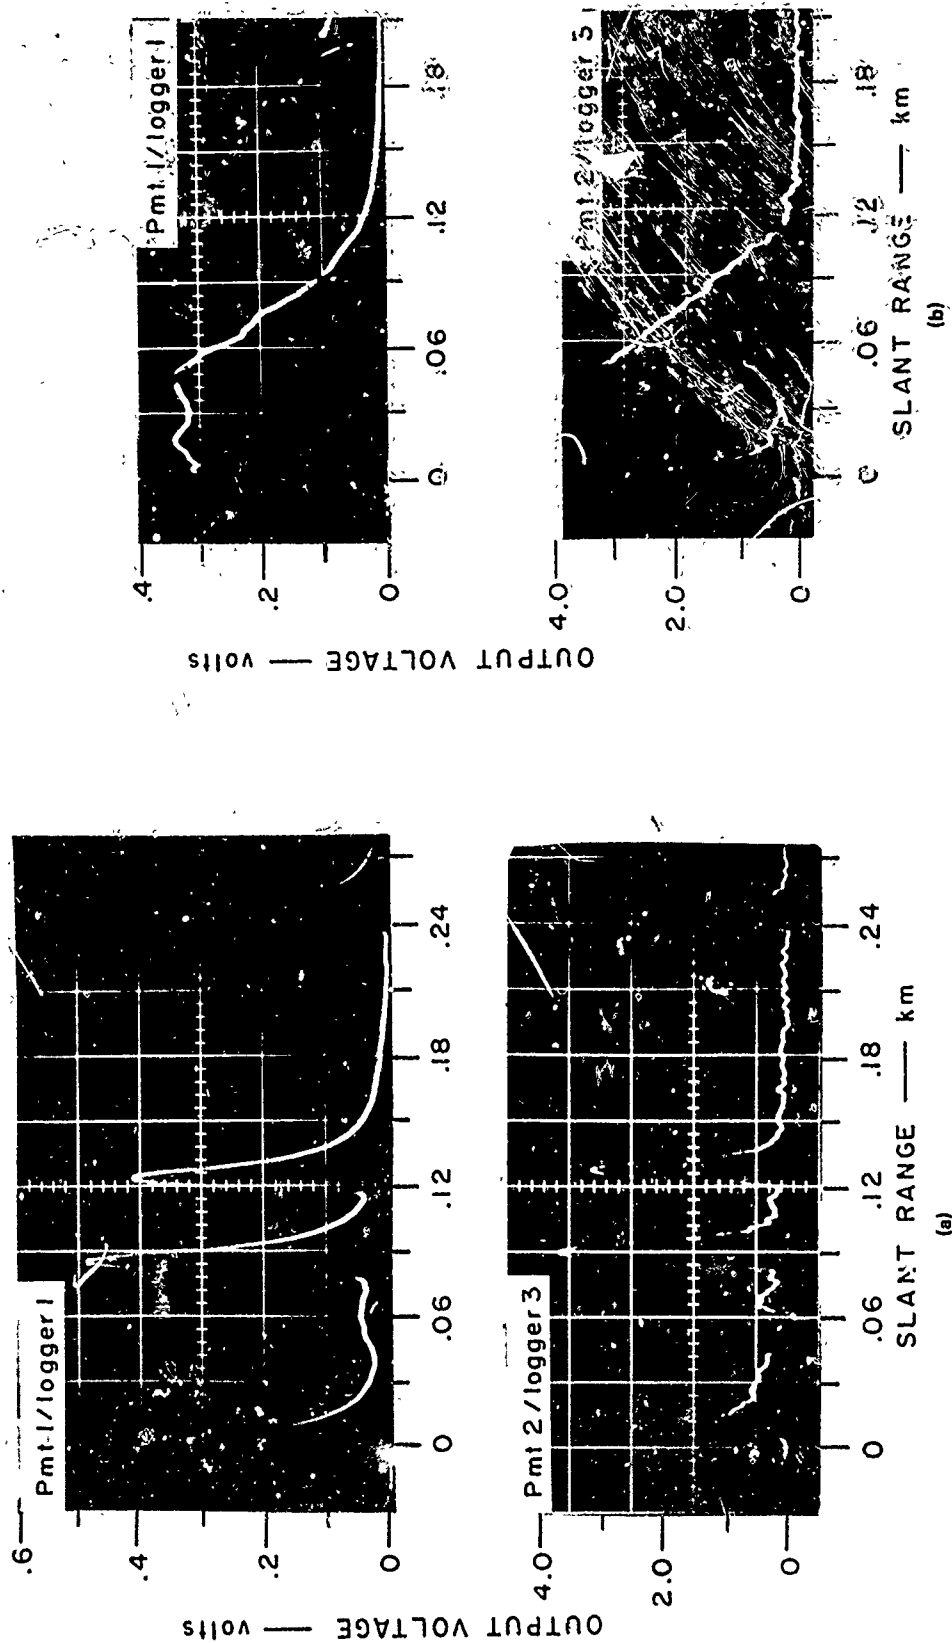 Pmt-1/logger 1
.6
.4
.2
0
Pmt 2/logger 3
4.0
2.0
0
0 .06 .12 .18 .24
0 .06 .12 .18 .24
OUTPUT VOLTAGE — volts
SLANT RANGE — km
(a)
Pmt 1/logger 1
.4
.2
0
0 .06 .12 .18
Pmt 2/logger 3
4.0
2.0
0
0 .06 .12 .18
OUTPUT VOLTAGE — volts
SLANT RANGE — km
(b)